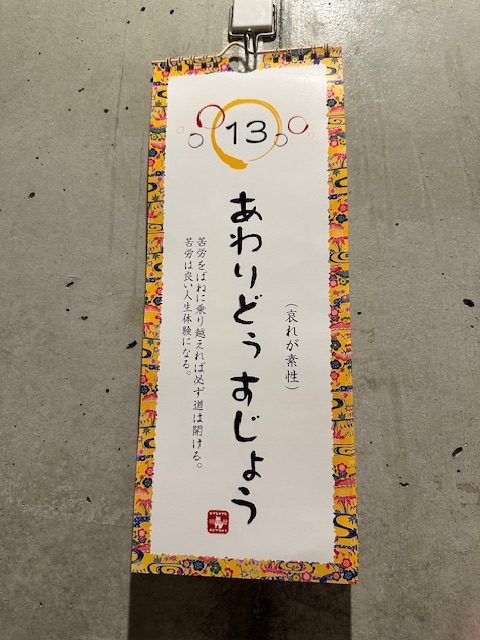 13
(哀れが素性)
あわりどぅ すじょう
苦労をばねに乗り越えれば必ず道は開ける。
苦労は良い人生体験になる。